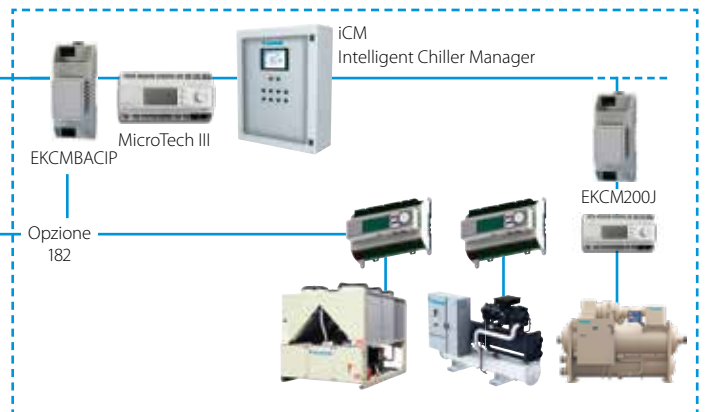 iCM
Intelligent Chiller Manager
MicroTech III
EKCMBACIP
EKCM200J
Opzione
182